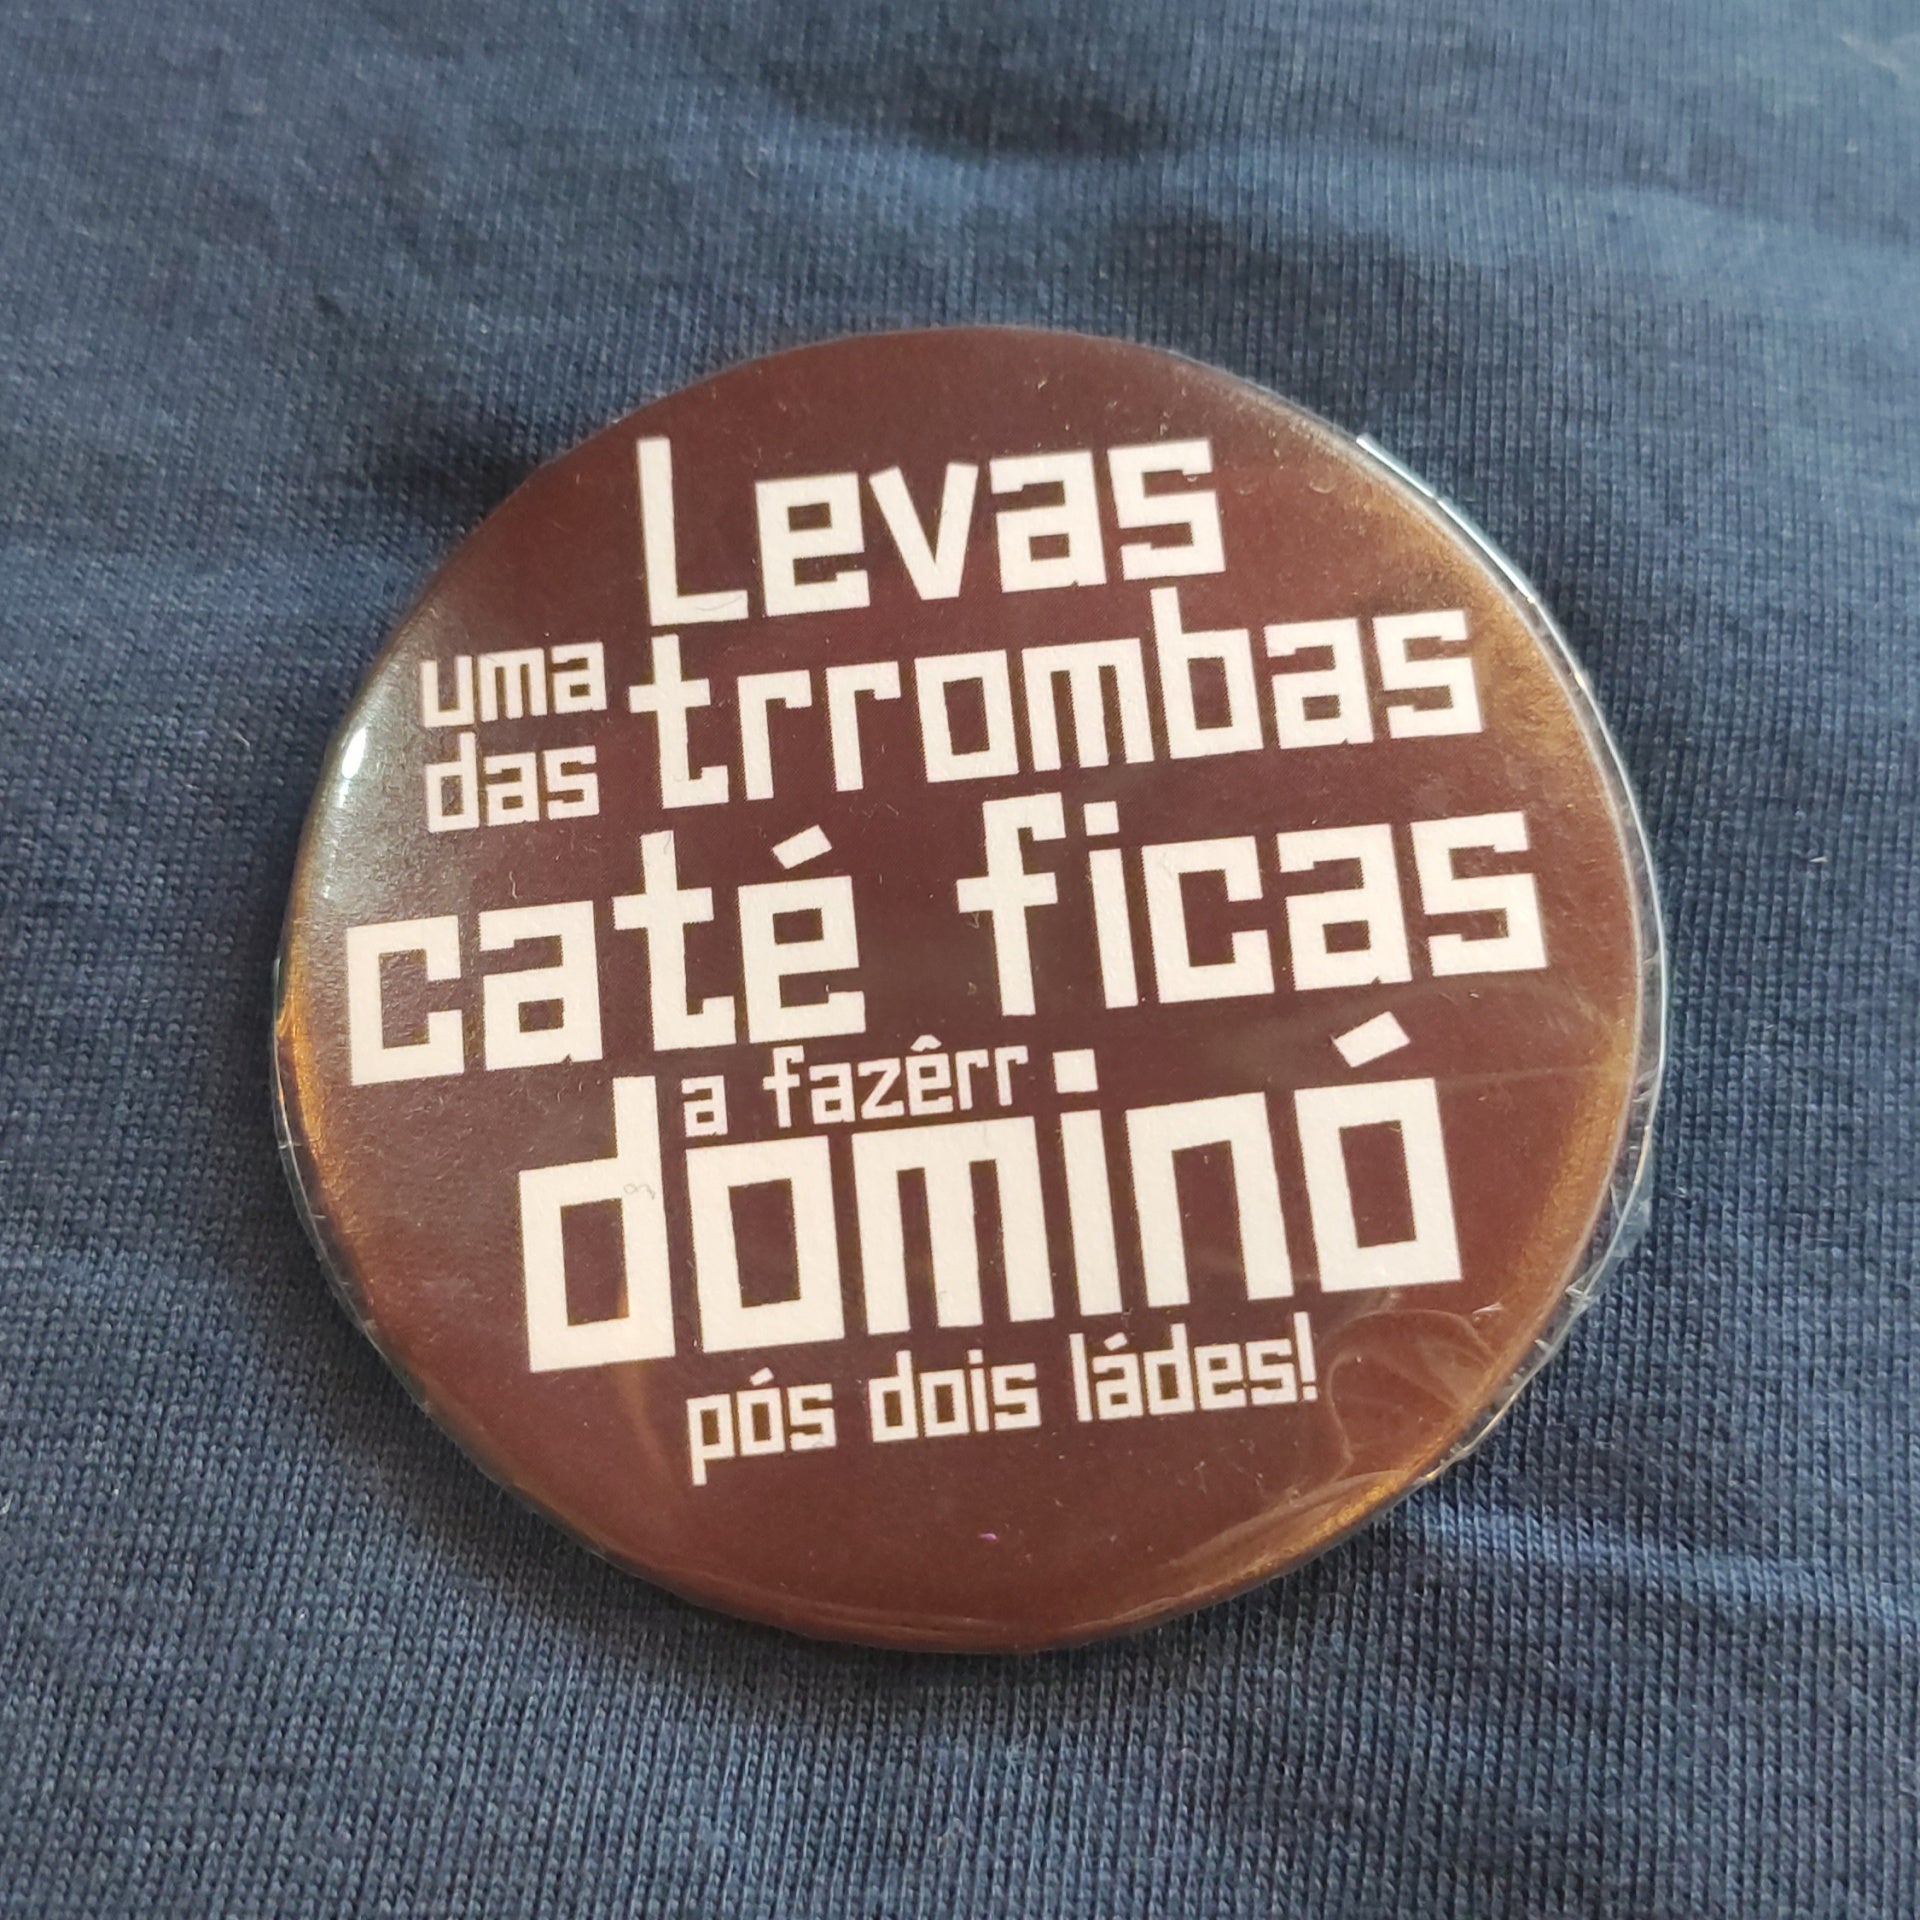 Levas
uma das trrombas
caté ficas
a fazêrr
dominó
pós dois ládes!